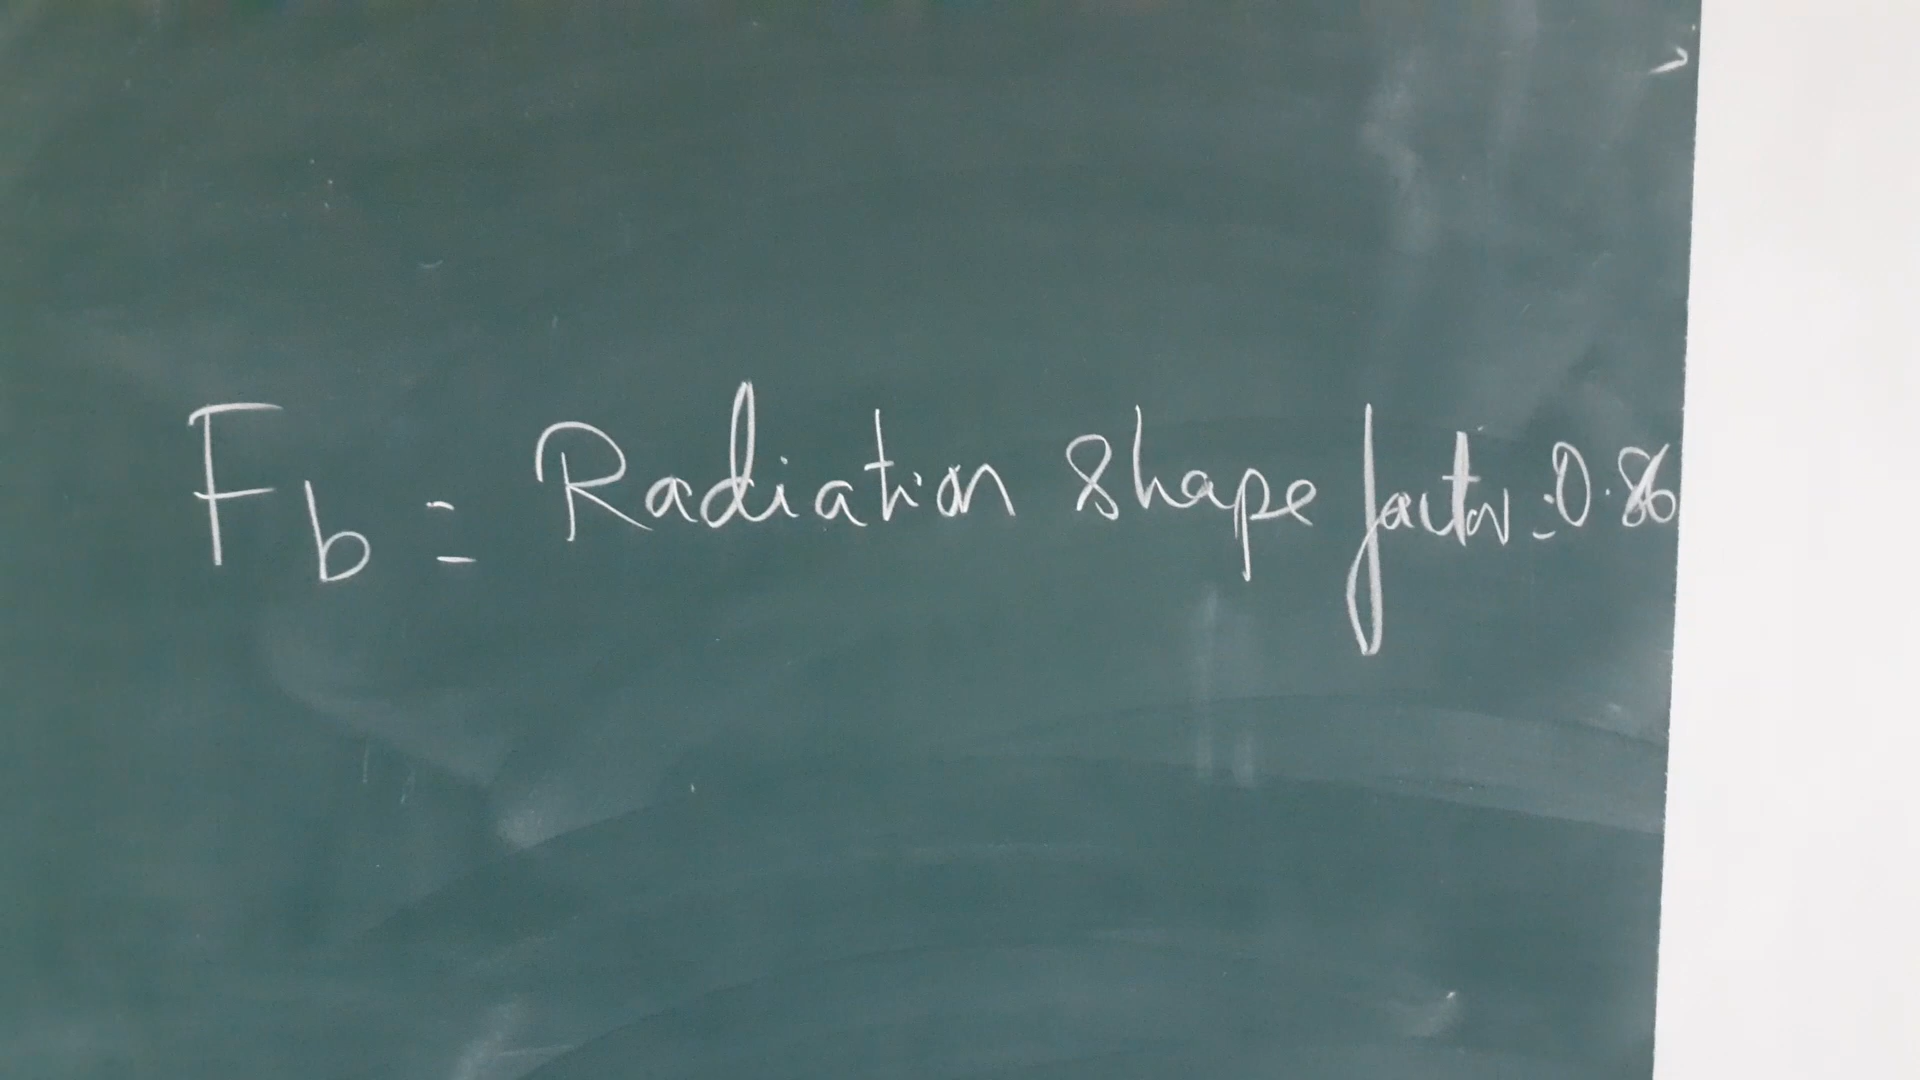 Fb = Radiation Shape factor = 0.86